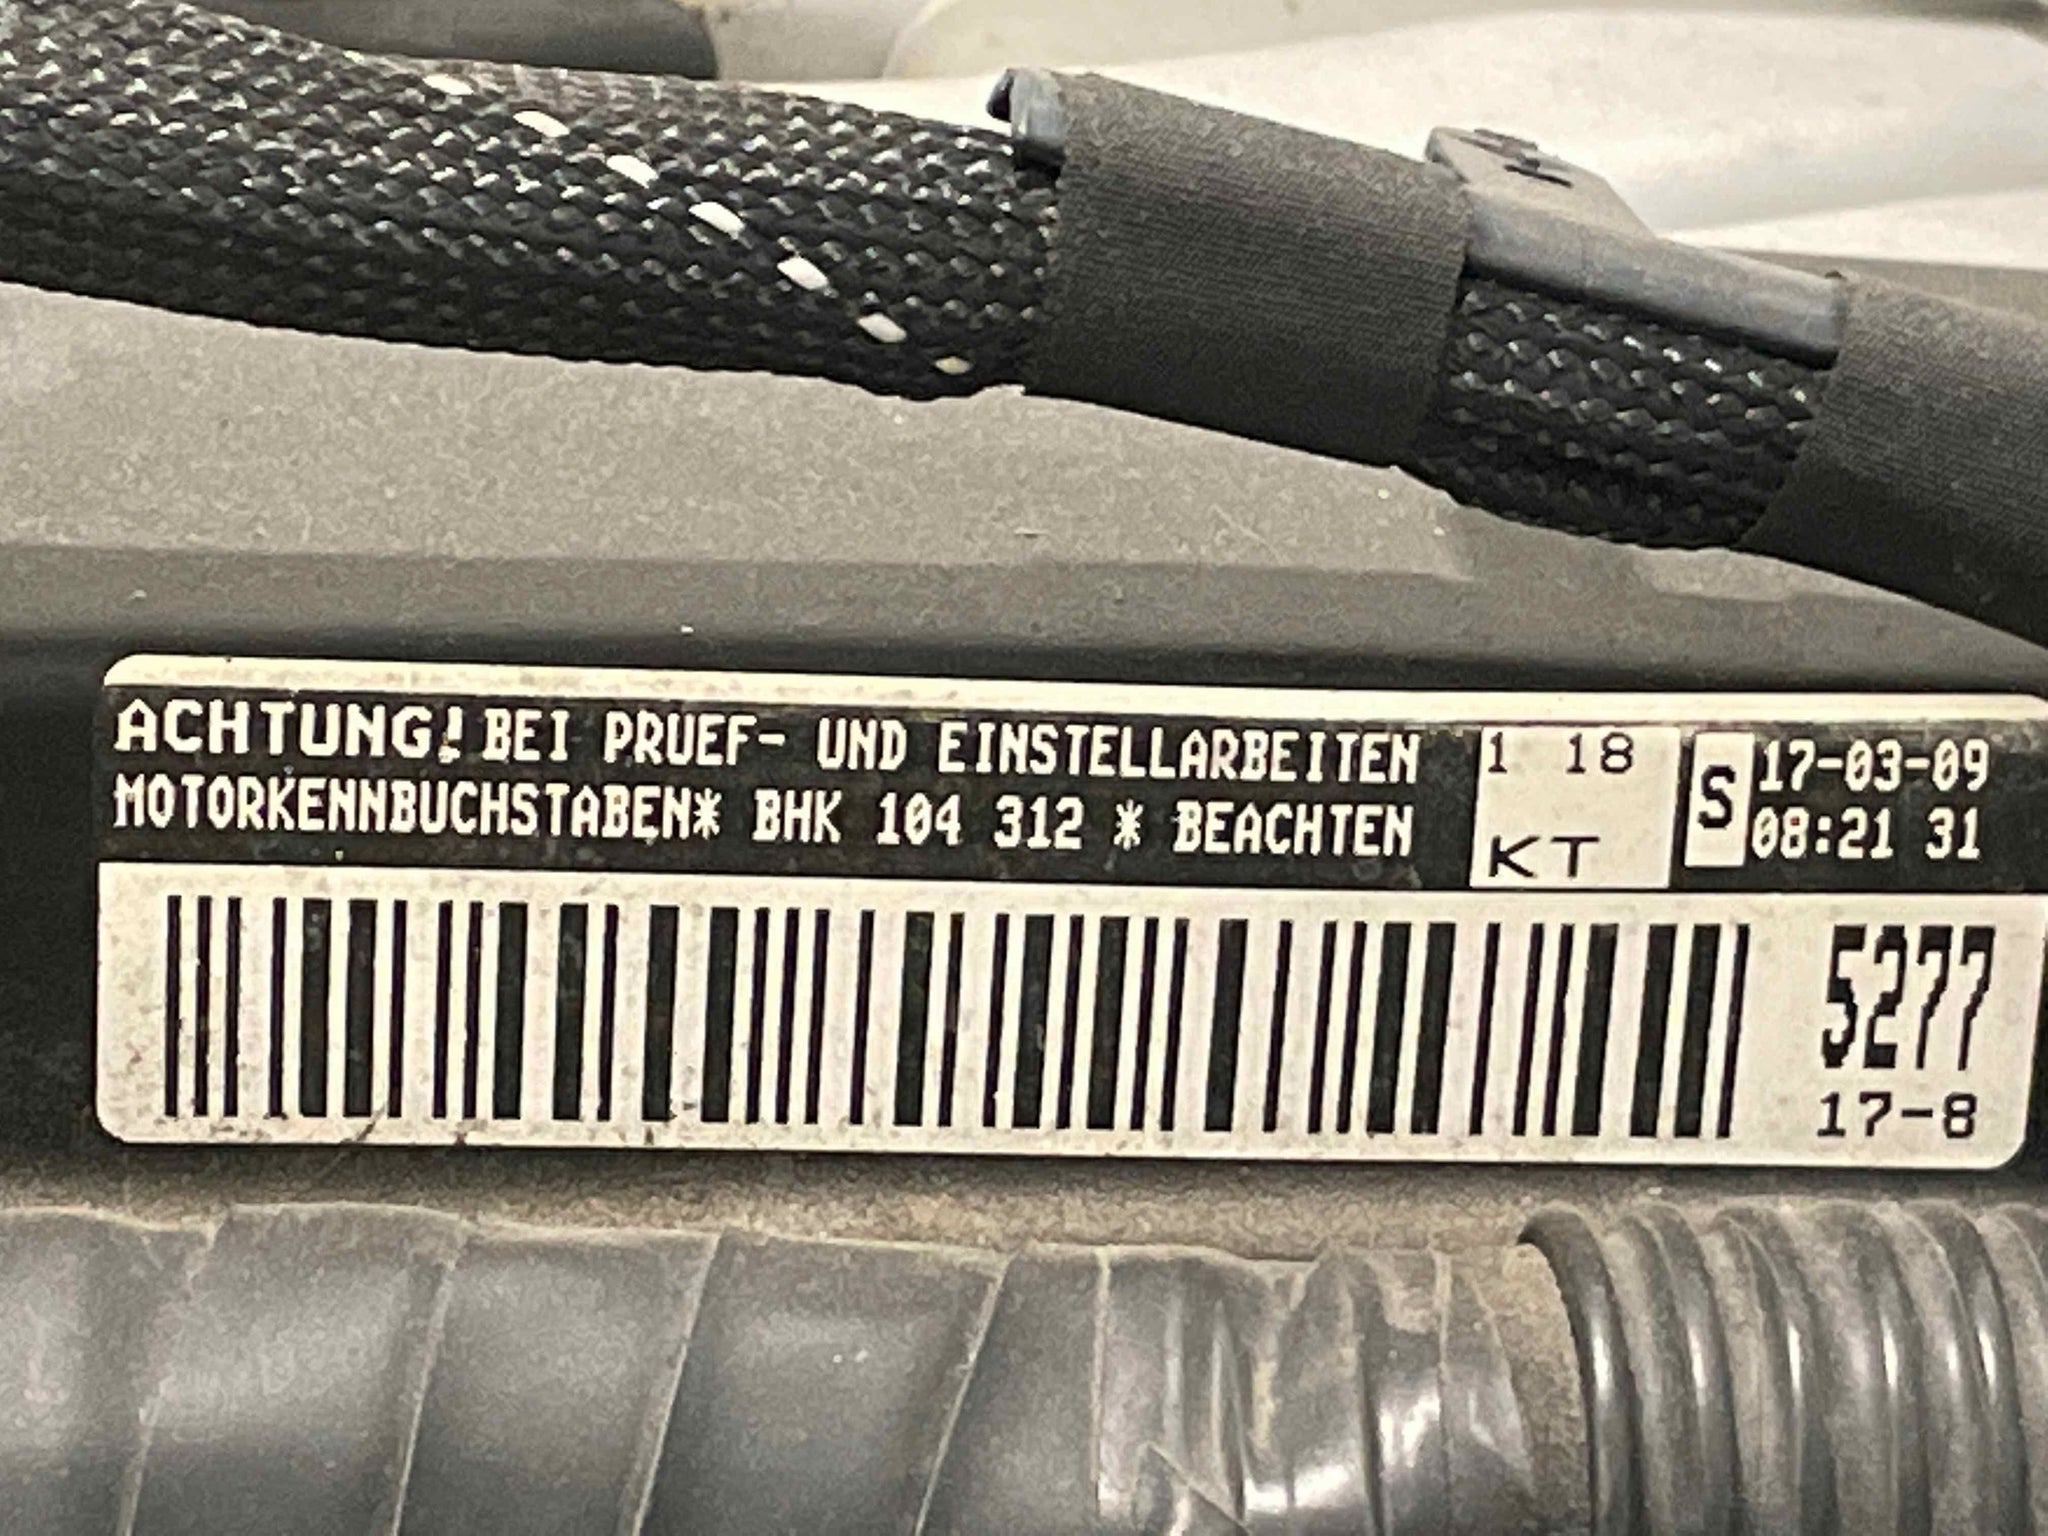 ACHTUNG! BEI PRUEF- UND EINSTELLARBEITEN
MOTORKENNBUCHSTABEN* BHK 104 312 * BEACHTEN
1 18
KT
S
17-03-09
08:21 31
5277
17-8